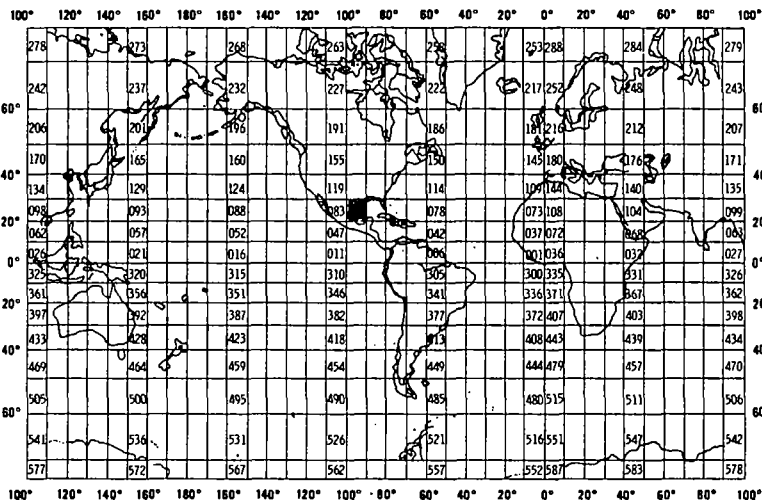 100° 120° 140° 160° 180° 160° 140° 120° 100° 80° 60° 40° 20° 0° 20° 40° 60° 80° 100°
278 273 268 263 258 253 288 284 279
242 237 232 227 222 217 252 248 243
60° 60°
206 201 196 191 186 181 216 212 207
170 165 160 155 150 145 180 176 171
40° 40°
134 129 124 119 114 109 144 140 135
098 093 088 083 078 073 108 104 099
20° 20°
062 057 052 047 042 037 072 068 063
026 021 016 011 006 001 036 032 027
0° 0°
325 320 315 310 305 300 335 331 326
361 356 351 346 341 336 371 367 362
20° 20°
397 392 387 382 377 372 407 403 398
433 428 423 418 413 408 443 439 434
40° 40°
469 464 459 454 449 444 479 457 470
505 500 495 490 485 480 515 511 506
60° 60°
541 536 531 526 521 516 551 547 542
577 572 567 562 557 552 587 583 578
100° 120° 140° 160° 180° 160° 140° 120° 100° 80° 60° 40° 20° 0° 20° 40° 60° 80° 100°